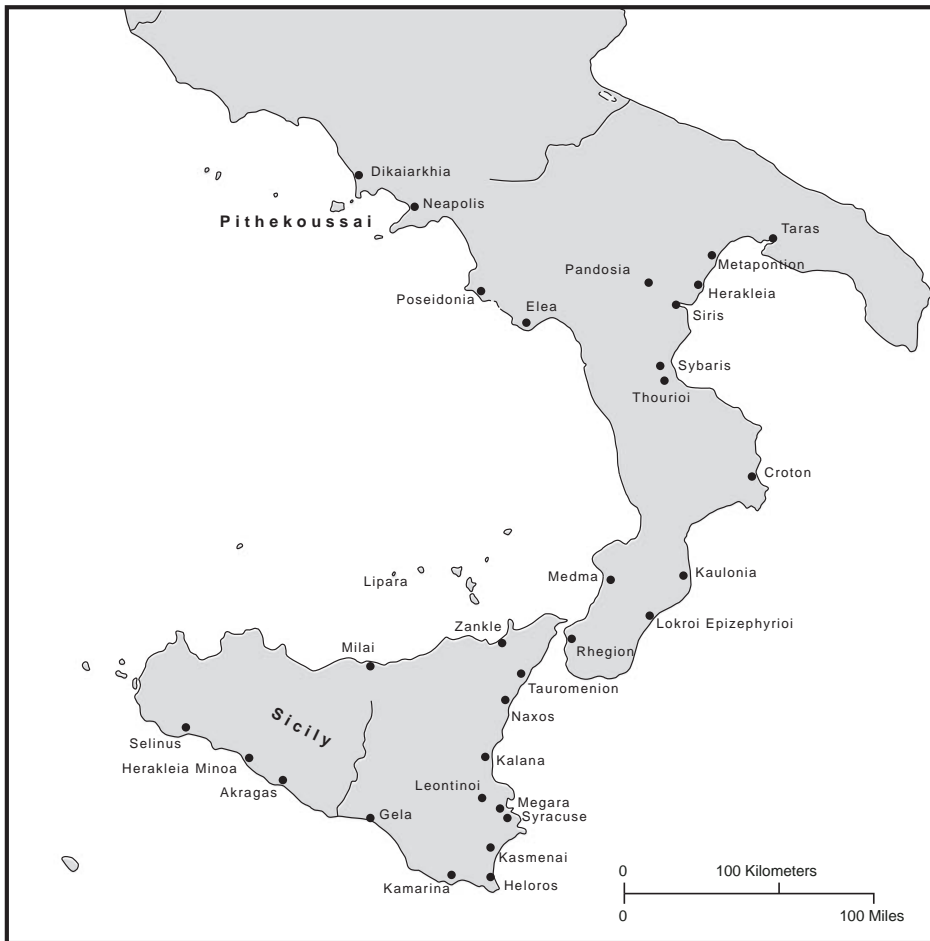 Dikaiarkhia
Neapolis
Pithekoussai
Taras
Metapontion
Pandosia
Herakleia
Poseidonia
Elea
Siris
Sybaris
Thourioi
Croton
Medma
Kaulonia
Lipara
Lokroi Epizephyrioi
Zankle
Rhegion
Milai
Tauromenion
Naxos
Sicily
Selinus
Herakleia Minoa
Kalana
Akragas
Leontinoi
Megara
Gela
Syracuse
Kasmenai
Kamarina
Heloros
0 100 Kilometers
0 100 Miles